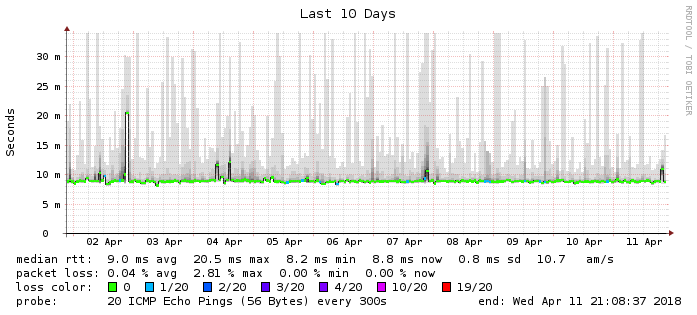 Last 10 Days
RRDTOOL / TOBI OETIKER
Seconds
30 m
25 m
20 m
15 m
10 m
5 m
0
02 Apr 03 Apr 04 Apr 05 Apr 06 Apr 07 Apr 08 Apr 09 Apr 10 Apr 11 Apr
median rtt: 9.0 ms avg 20.5 ms max 8.2 ms min 8.8 ms now 0.8 ms sd 10.7 am/s
packet loss: 0.04 % avg 2.81 % max 0.00 % min 0.00 % now
loss color: 0 1/20 2/20 3/20 4/20 10/20 19/20
probe: 20 ICMP Echo Pings (56 Bytes) every 300s end: Wed Apr 11 21:08:37 2018